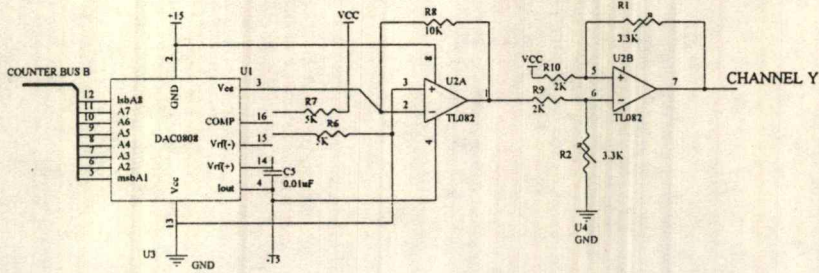 +15
VCC
R8
10K
R1
3.3K
COUNTER BUS B
2
8
U1
VCC
U2B
GND
Vee
3
3
U2A
R10
2K
5
7
CHANNEL Y
12
lsbA8
11
A7
10
A6
9
A5
8
A4
7
A3
6
A2
5
msbA1
DAC0808
COMP
16
R7
5K
2
1
R9
2K
6
TL082
Vrf(-)
15
R6
5K
TL082
Vrf(+)
14
4
R2
3.3K
Iout
4
C5
0.01uF
Vcc
13
U3
GND
U4
GND